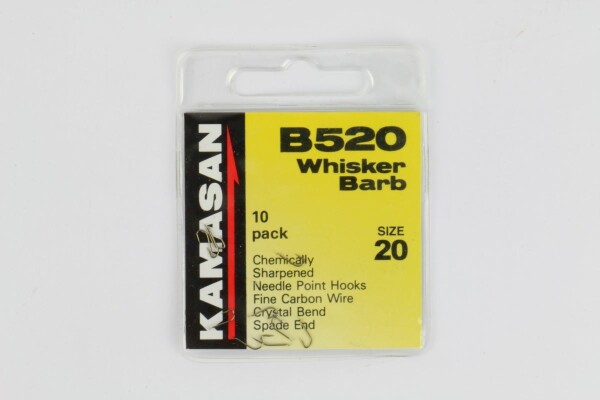 KAMASAN
B520
Whisker
Barb
10
pack
SIZE
20
Chemically
Sharpened
Needle Point Hooks
Fine Carbon Wire
Crystal Bend
Spade End